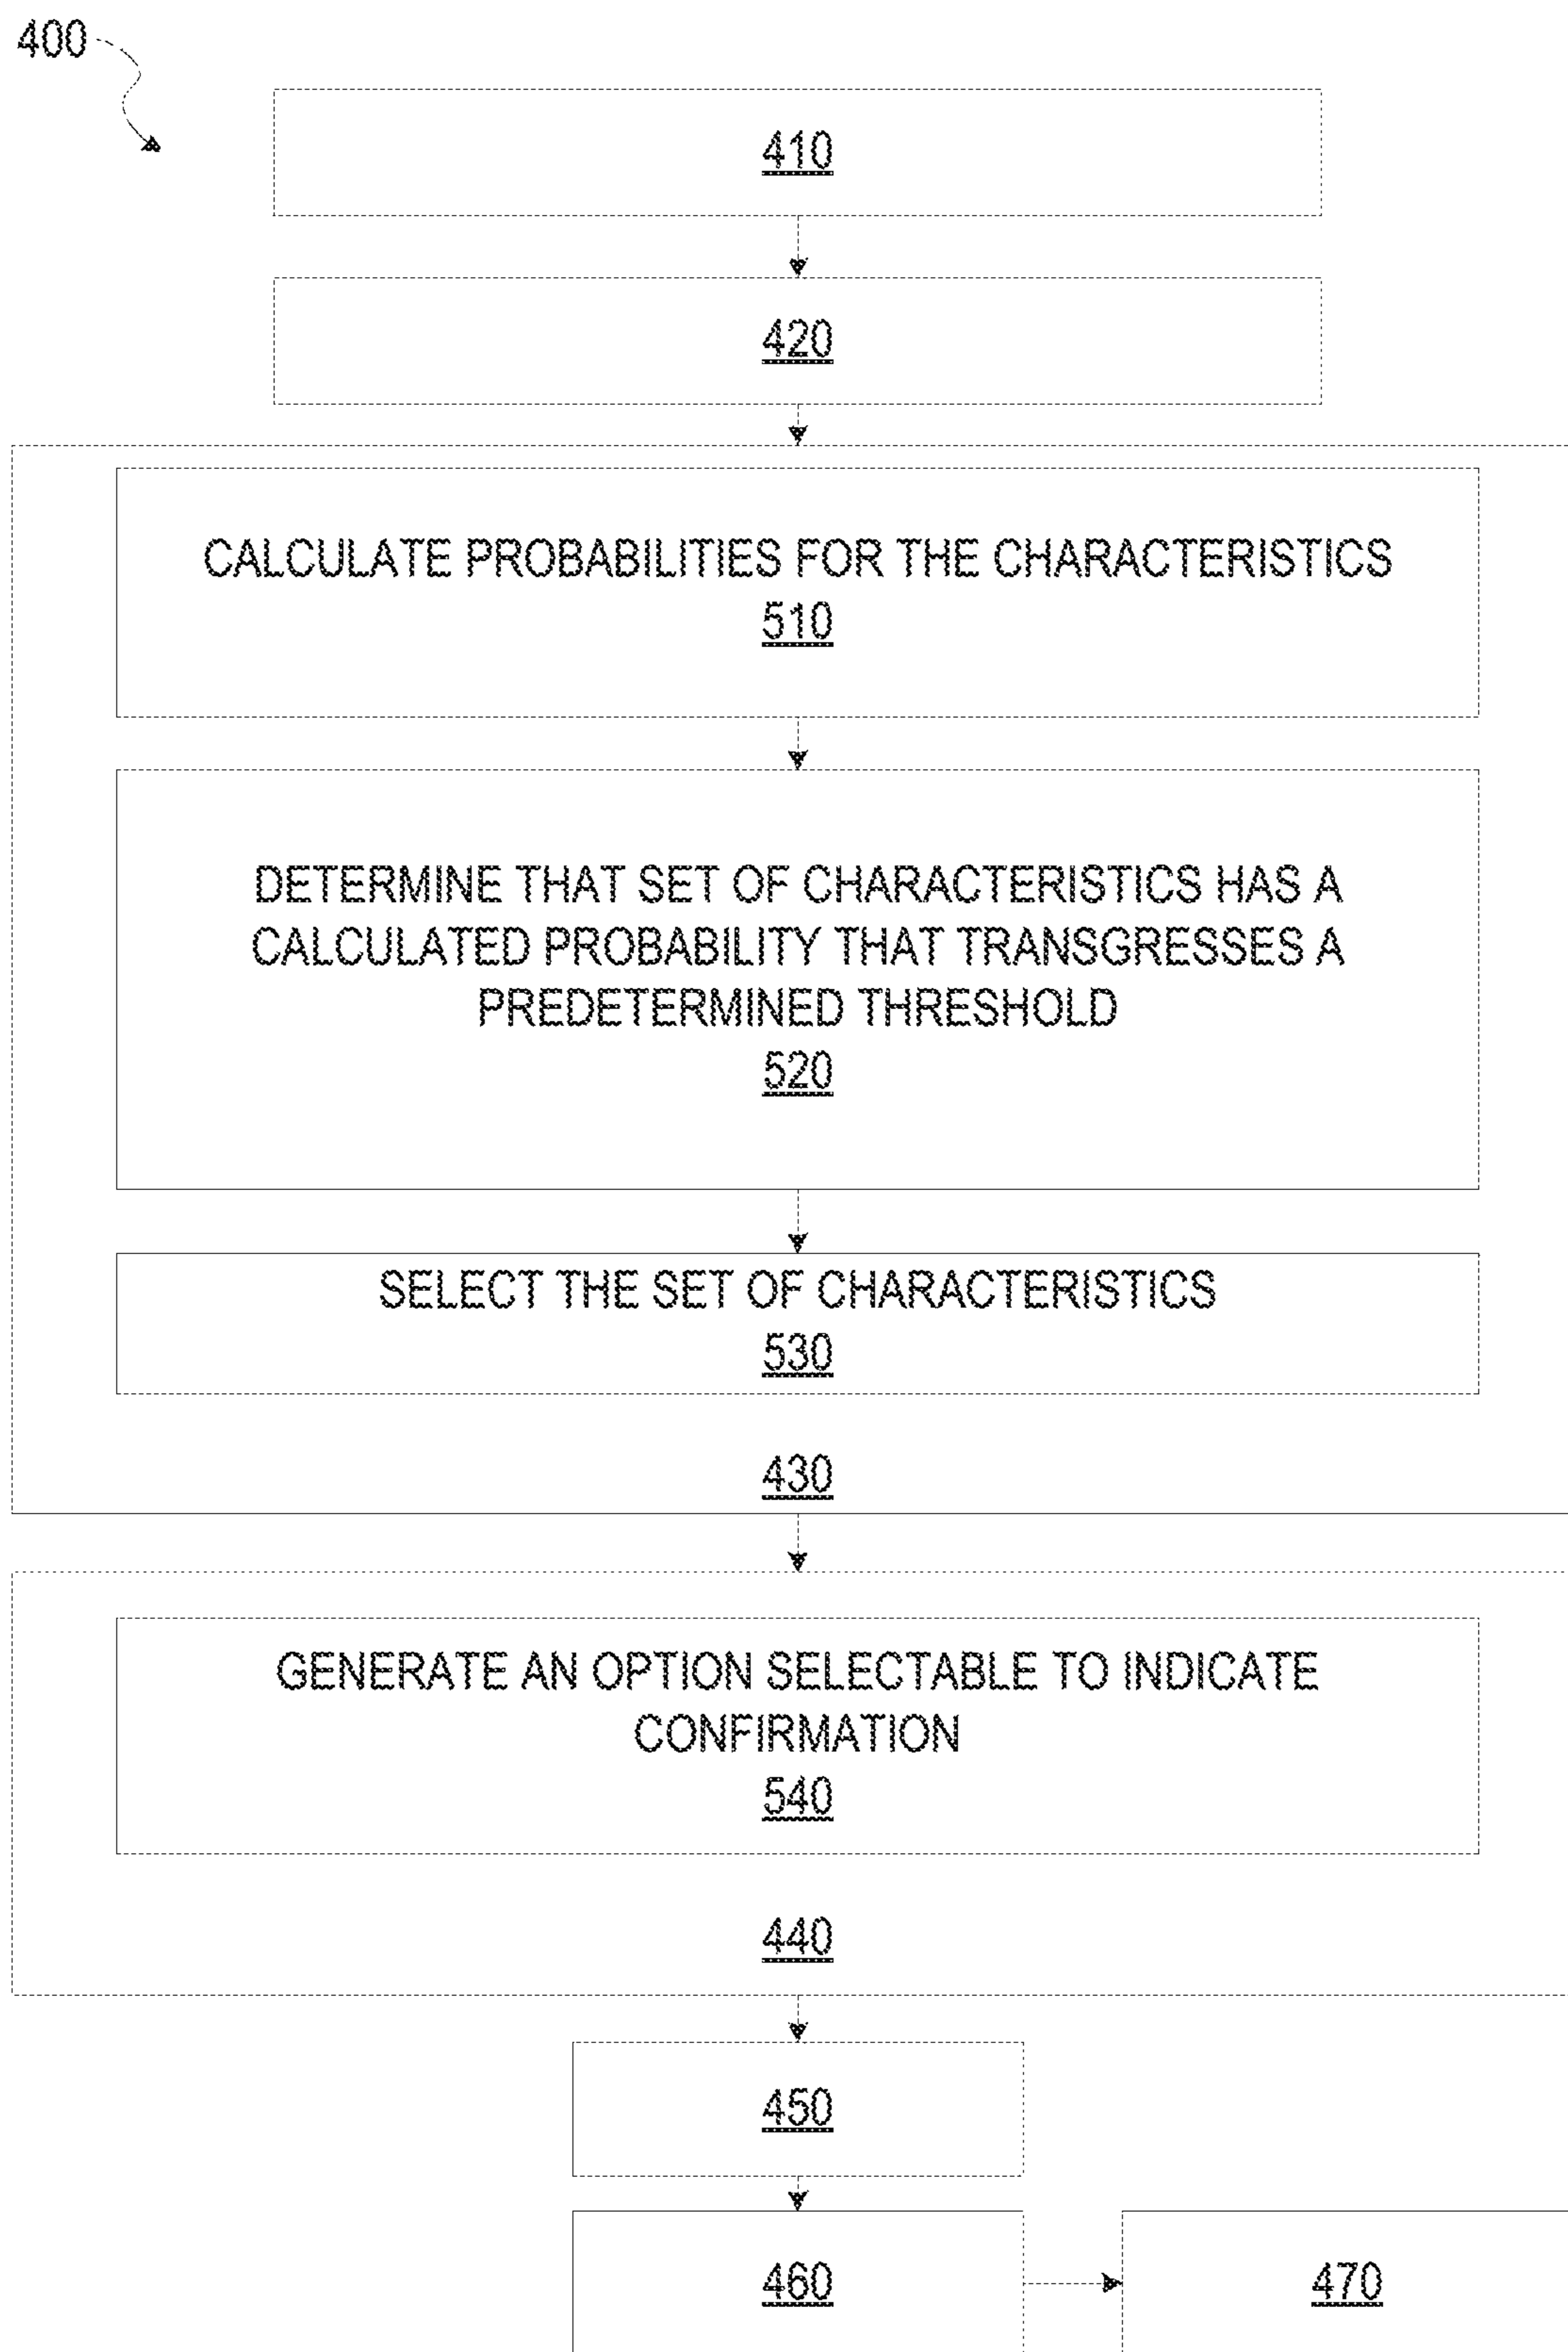 400
410
420
CALCULATE PROBABILITIES FOR THE CHARACTERISTICS
510
DETERMINE THAT SET OF CHARACTERISTICS HAS A
CALCULATED PROBABILITY THAT TRANSGRESSES A
PREDETERMINED THRESHOLD
520
SELECT THE SET OF CHARACTERISTICS
530
430
GENERATE AN OPTION SELECTABLE TO INDICATE
CONFIRMATION
540
440
450
460
470